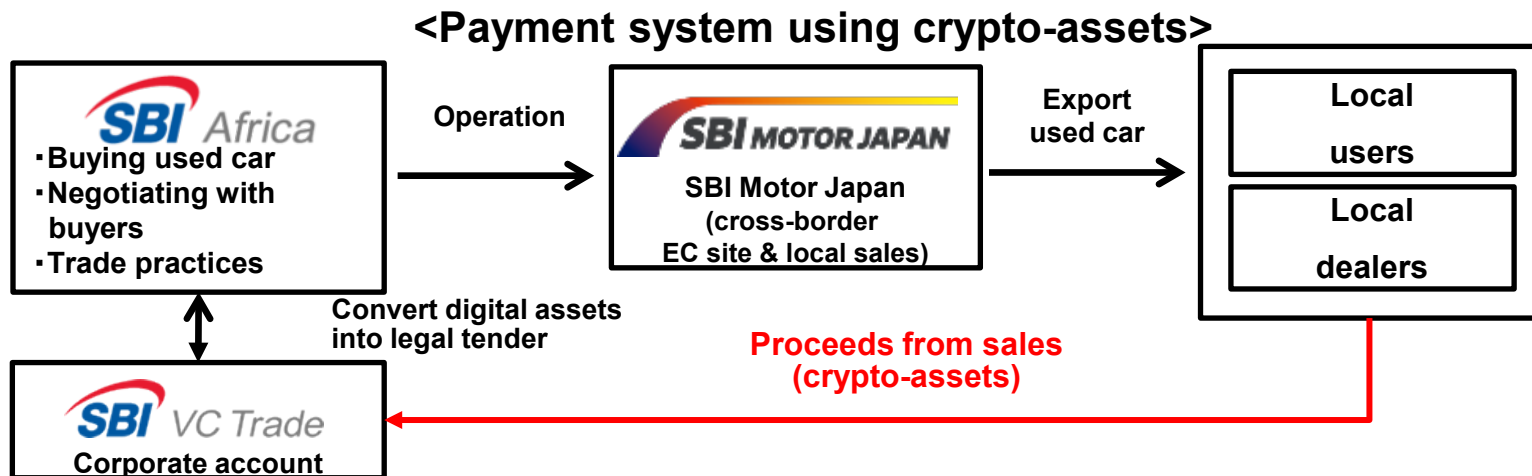 <Payment system using crypto-assets>
SBI Africa
・Buying used car
・Negotiating with
buyers
・Trade practices
Operation
SBI MOTOR JAPAN
SBI Motor Japan
(cross-border
EC site & local sales)
Export
used car
Local
users
Local
dealers
Convert digital assets
into legal tender
Proceeds from sales
(crypto-assets)
SBI VC Trade
Corporate account